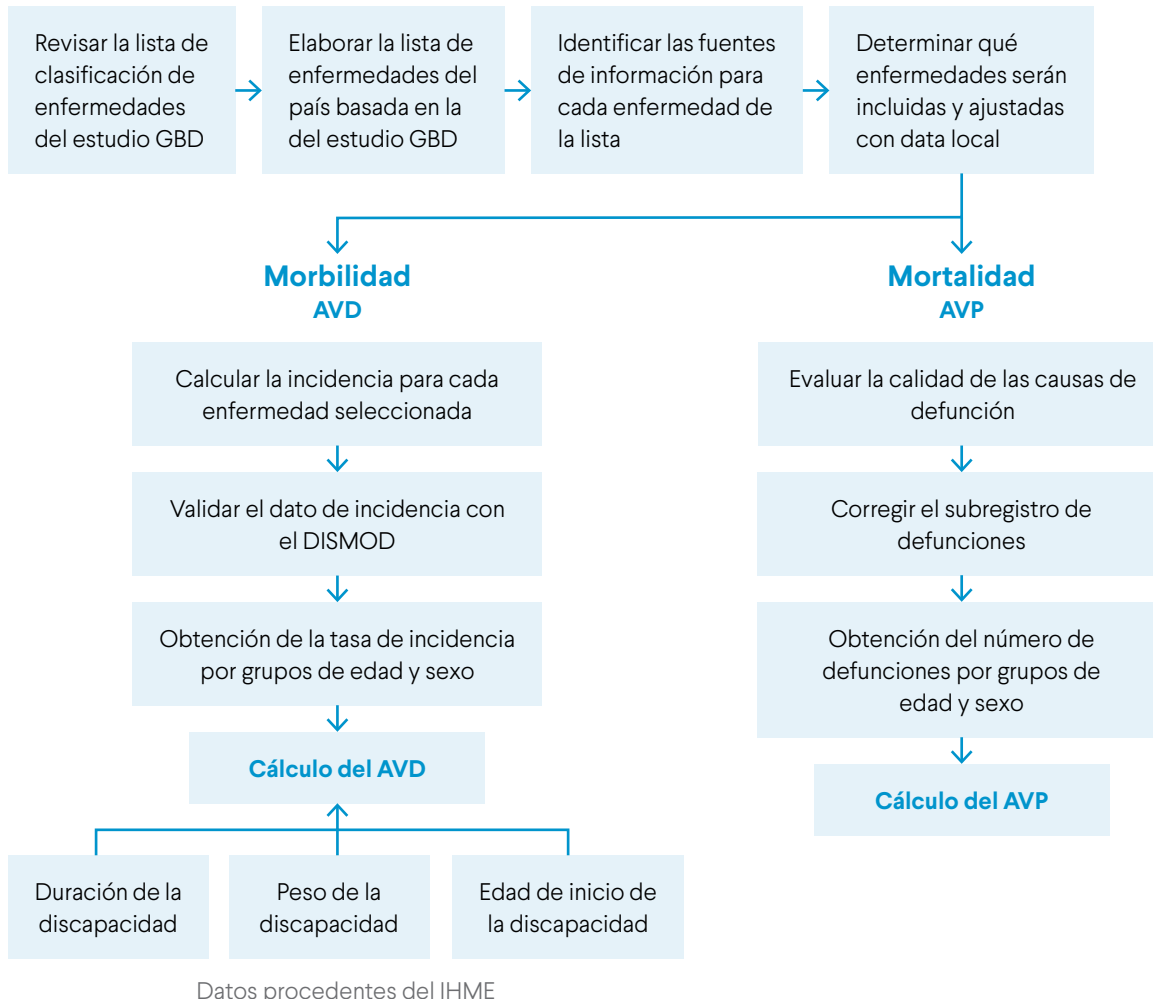 Revisar la lista de
clasificación de
enfermedades
del estudio GBD
Elaborar la lista de
enfermedades del
país basada en la
del estudio GBD
Identificar las fuentes
de información para
cada enfermedad de
la lista
Determinar qué
enfermedades serán
incluidas y ajustadas
con data local
Morbilidad
AVD
Calcular la incidencia para cada
enfermedad seleccionada
Validar el dato de incidencia con
el DISMOD
Obtención de la tasa de incidencia
por grupos de edad y sexo
Cálculo del AVD
Duración de la
discapacidad
Peso de la
discapacidad
Edad de inicio de
la discapacidad
Datos procedentes del IHME
Mortalidad
AVP
Evaluar la calidad de las causas de
defunción
Corregir el subregistro de
defunciones
Obtención del número de
defunciones por grupos de
edad y sexo
Cálculo del AVP